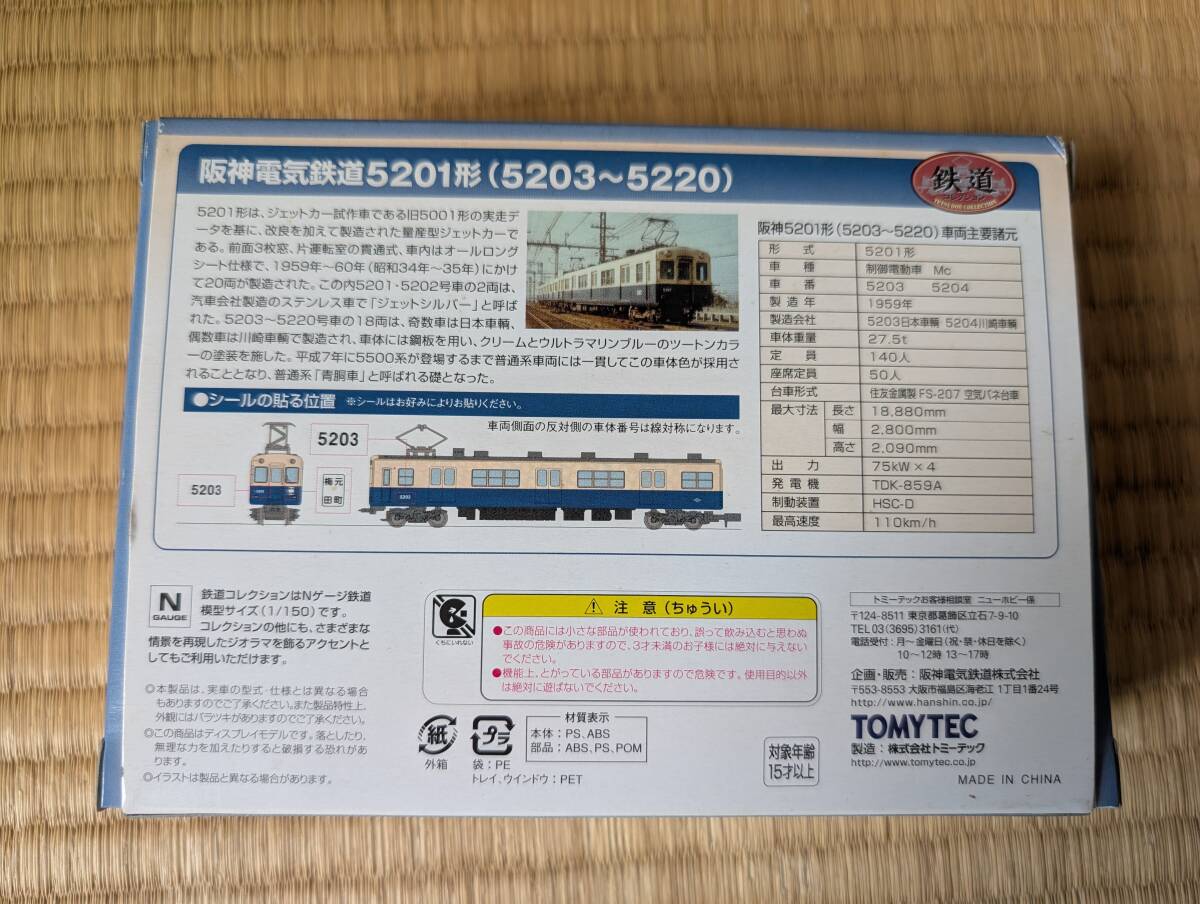 阪神電気鉄道5201形(5203〜5220)
鉄道
コレクション
TETSUDOU COLLECTION
5201形は、ジェットカー試作車である旧5001形の実走デ
ータを基に、改良を加えて製造された量産型ジェットカーで
ある。前面3枚窓、片運転室の貫通式、車内はオールロング
シート仕様で、1959年〜60年(昭和34年〜35年)にかけ
て20両が製造された。この内5201・5202号車の2両は、
汽車会社製造のステンレス車で「ジェットシルバー」と呼ば
れた。5203〜5220号車の18両は、奇数車は日本車輌、
偶数車は川崎車輌で製造され、車体には鋼板を用い、クリームとウルトラマリンブルーのツートンカラ
ーの塗装を施した。平成7年に5500系が登場するまで普通系車両には一貫してこの車体色が採用さ
れることとなり、普通系「青胴車」と呼ばれる礎となった。
●シールの貼る位置 ※シールはお好みによりお貼りください。
車両側面の反対側の車体番号は線対称になります。
5203
5203
梅元
田町
5203
阪神5201形(5203〜5220)車両主要諸元
形式 5201形
車種 制御電動車 Mc
車番 5203 5204
製造年 1959年
製造会社 5203日本車輌 5204川崎車輌
車体重量 27.5t
定員 140人
座席定員 50人
台車形式 住友金属製FS-207 空気バネ台車
最大寸法 長さ 18,880mm
幅 2,800mm
高さ 2,090mm
出力 75kW×4
発電機 TDK-859A
制動装置 HSC-D
最高速度 110km/h
N
GAUGE
鉄道コレクションはNゲージ鉄道
模型サイズ(1/150)です。
コレクションの他にも、さまざまな
情景を再現したジオラマを飾るアクセントと
してもご利用いただけます。
◎本製品は、実車の型式・仕様とは異なる場合
もありますのでご了承ください。また製品特性上、
外観にはバラツキがありますのでご了承ください。
◎この商品はディスプレイモデルです。落としたり、
無理な力を加えたりすると破損する恐れがあ
ります。
◎イラストは製品と異なる場合があります。
くちにいれない
⚠ 注意(ちゅうい)
●この商品には小さな部品が使われており、誤って飲み込むと思わぬ
事故の危険がありますので、3才未満のお子様には絶対に与えない
でください。
●機能上、とがっている部品がありますので危険です。使用目的以外
は絶対に遊ばないでください。
紙
外箱
プラ
袋:PE
トレイ、ウインドウ:PET
材質表示
本体:PS、ABS
部品:ABS、PS、POM
対象年齢
15才以上
トミーテックお客様相談室 ニューホビー係
〒124-8511 東京都葛飾区立石7-9-10
TEL 03(3695)3161(代)
電話受付:月〜金曜日(祝・祭・休日を除く)
10〜12時 13〜17時
企画・販売:阪神電気鉄道株式会社
〒553-8553 大阪市福島区海老江1丁目1番24号
http://www.hanshin.co.jp/
TOMYTEC
製造:株式会社トミーテック
http://www.tomytec.co.jp/
MADE IN CHINA